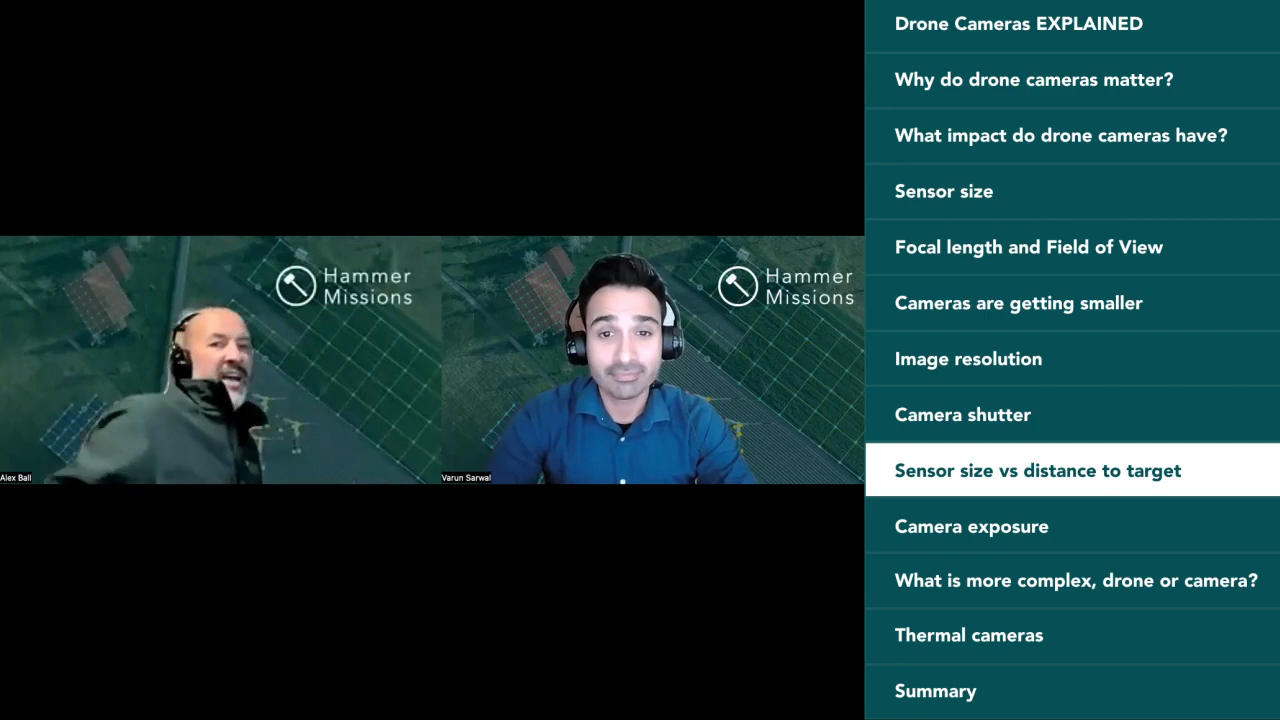 Hammer
Missions
Alex Ball
Hammer
Missions
Varun Sarwal
Drone Cameras EXPLAINED
Why do drone cameras matter?
What impact do drone cameras have?
Sensor size
Focal length and Field of View
Cameras are getting smaller
Image resolution
Camera shutter
Sensor size vs distance to target
Camera exposure
What is more complex, drone or camera?
Thermal cameras
Summary